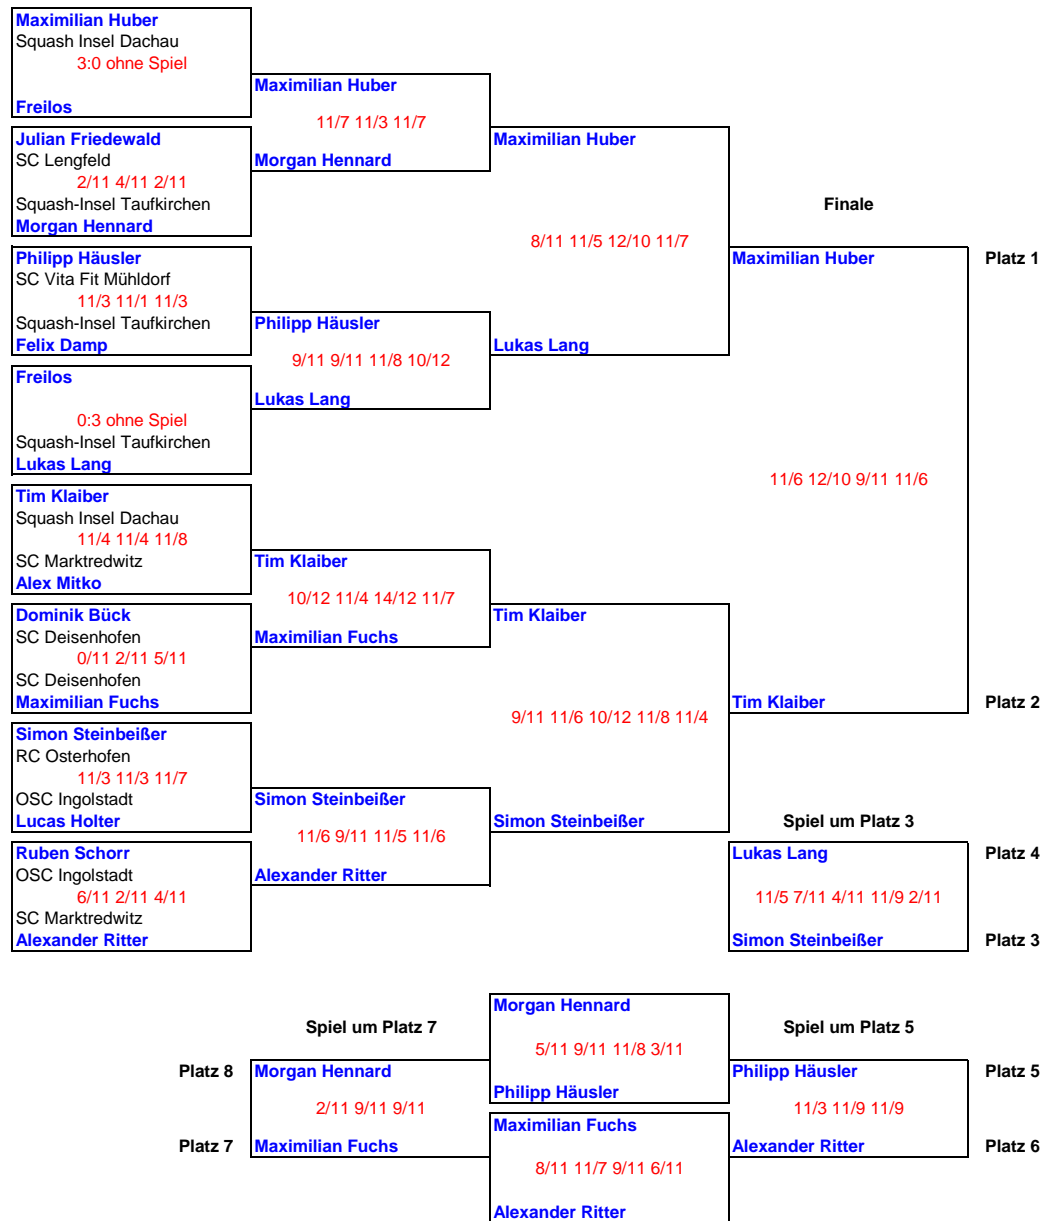 Maximilian Huber
Squash Insel Dachau
3:0 ohne Spiel
Freilos
Julian Friedewald
SC Lengfeld
2/11 4/11 2/11
Squash-Insel Taufkirchen
Morgan Hennard
Philipp Häusler
SC Vita Fit Mühldorf
11/3 11/1 11/3
Squash-Insel Taufkirchen
Felix Damp
Freilos
0:3 ohne Spiel
Squash-Insel Taufkirchen
Lukas Lang
Tim Klaiber
Squash Insel Dachau
11/4 11/4 11/8
SC Marktredwitz
Alex Mitko
Dominik Bück
SC Deisenhofen
0/11 2/11 5/11
SC Deisenhofen
Maximilian Fuchs
Simon Steinbeißer
RC Osterhofen
11/3 11/3 11/7
OSC Ingolstadt
Lucas Holter
Ruben Schorr
OSC Ingolstadt
6/11 2/11 4/11
SC Marktredwitz
Alexander Ritter
Maximilian Huber
11/7 11/3 11/7
Morgan Hennard
Philipp Häusler
9/11 9/11 11/8 10/12
Lukas Lang
Tim Klaiber
10/12 11/4 14/12 11/7
Maximilian Fuchs
Simon Steinbeißer
11/6 9/11 11/5 11/6
Alexander Ritter
Maximilian Huber
8/11 11/5 12/10 11/7
Lukas Lang
Tim Klaiber
9/11 11/6 10/12 11/8 11/4
Simon Steinbeißer
Finale
Maximilian Huber
Platz 1
11/6 12/10 9/11 11/6
Tim Klaiber
Platz 2
Spiel um Platz 3
Lukas Lang
Platz 4
11/5 7/11 4/11 11/9 2/11
Simon Steinbeißer
Platz 3
Spiel um Platz 7
Platz 8
Morgan Hennard
2/11 9/11 9/11
Platz 7
Maximilian Fuchs
Morgan Hennard
5/11 9/11 11/8 3/11
Philipp Häusler
Maximilian Fuchs
8/11 11/7 9/11 6/11
Alexander Ritter
Spiel um Platz 5
Philipp Häusler
Platz 5
11/3 11/9 11/9
Alexander Ritter
Platz 6